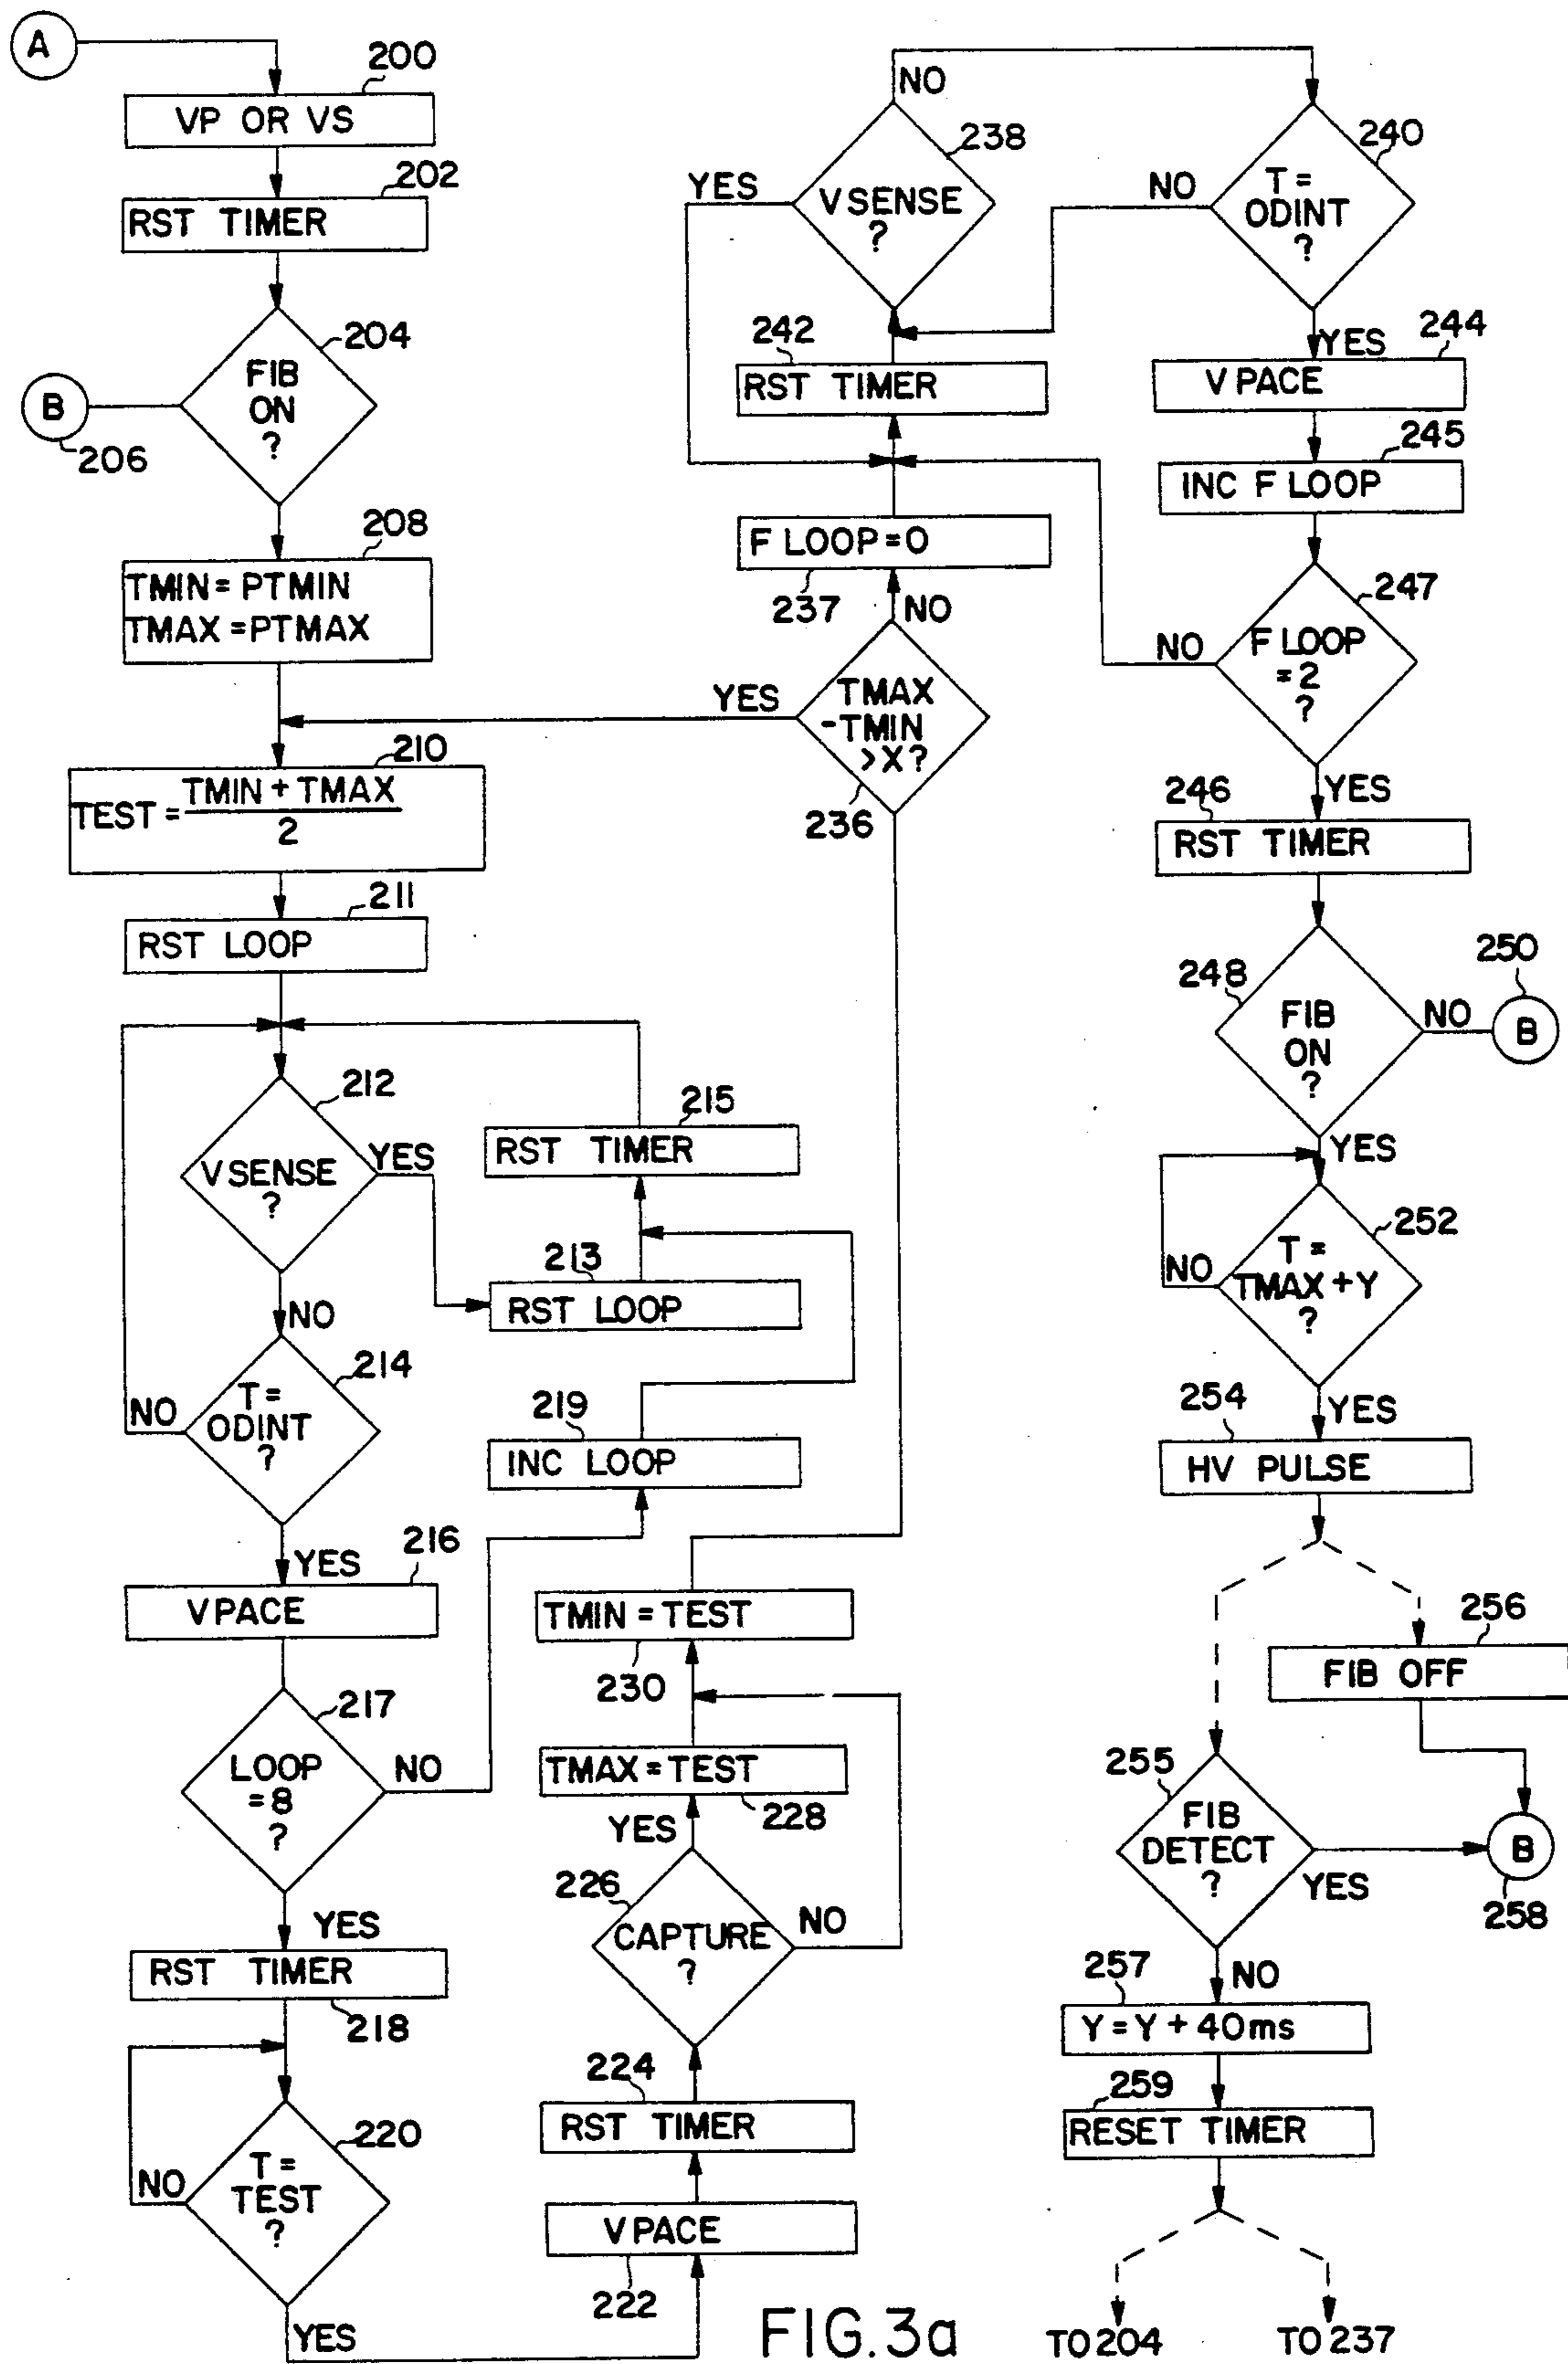 A
200
VP OR VS
202
RST TIMER
204
FIB
ON
?
B
206
208
TMIN = PTMIN
TMAX = PTMAX
210
TEST = TMIN + TMAX
2
211
RST LOOP
212
V SENSE
?
YES
NO
215
RST TIMER
213
RST LOOP
214
T =
ODINT
?
NO
YES
219
INC LOOP
216
V PACE
217
LOOP
= 8
?
NO
YES
RST TIMER
218
220
T =
TEST
?
NO
YES
222
V PACE
224
RST TIMER
226
CAPTURE
?
YES
NO
TMAX = TEST
228
TMIN = TEST
230
TMAX
-TMIN
>X?
236
YES
NO
F LOOP = 0
237
242
RST TIMER
238
V SENSE
?
YES
NO
240
T =
ODINT
?
NO
YES
244
V PACE
245
INC F LOOP
247
F LOOP
= 2
?
NO
YES
246
RST TIMER
248
FIB
ON
?
NO
250
B
YES
252
T =
TMAX + Y
?
NO
YES
254
HV PULSE
256
FIB OFF
255
FIB
DETECT
?
YES
B
258
NO
257
Y = Y + 40ms
259
RESET TIMER
TO 204
TO 237
FIG. 3a